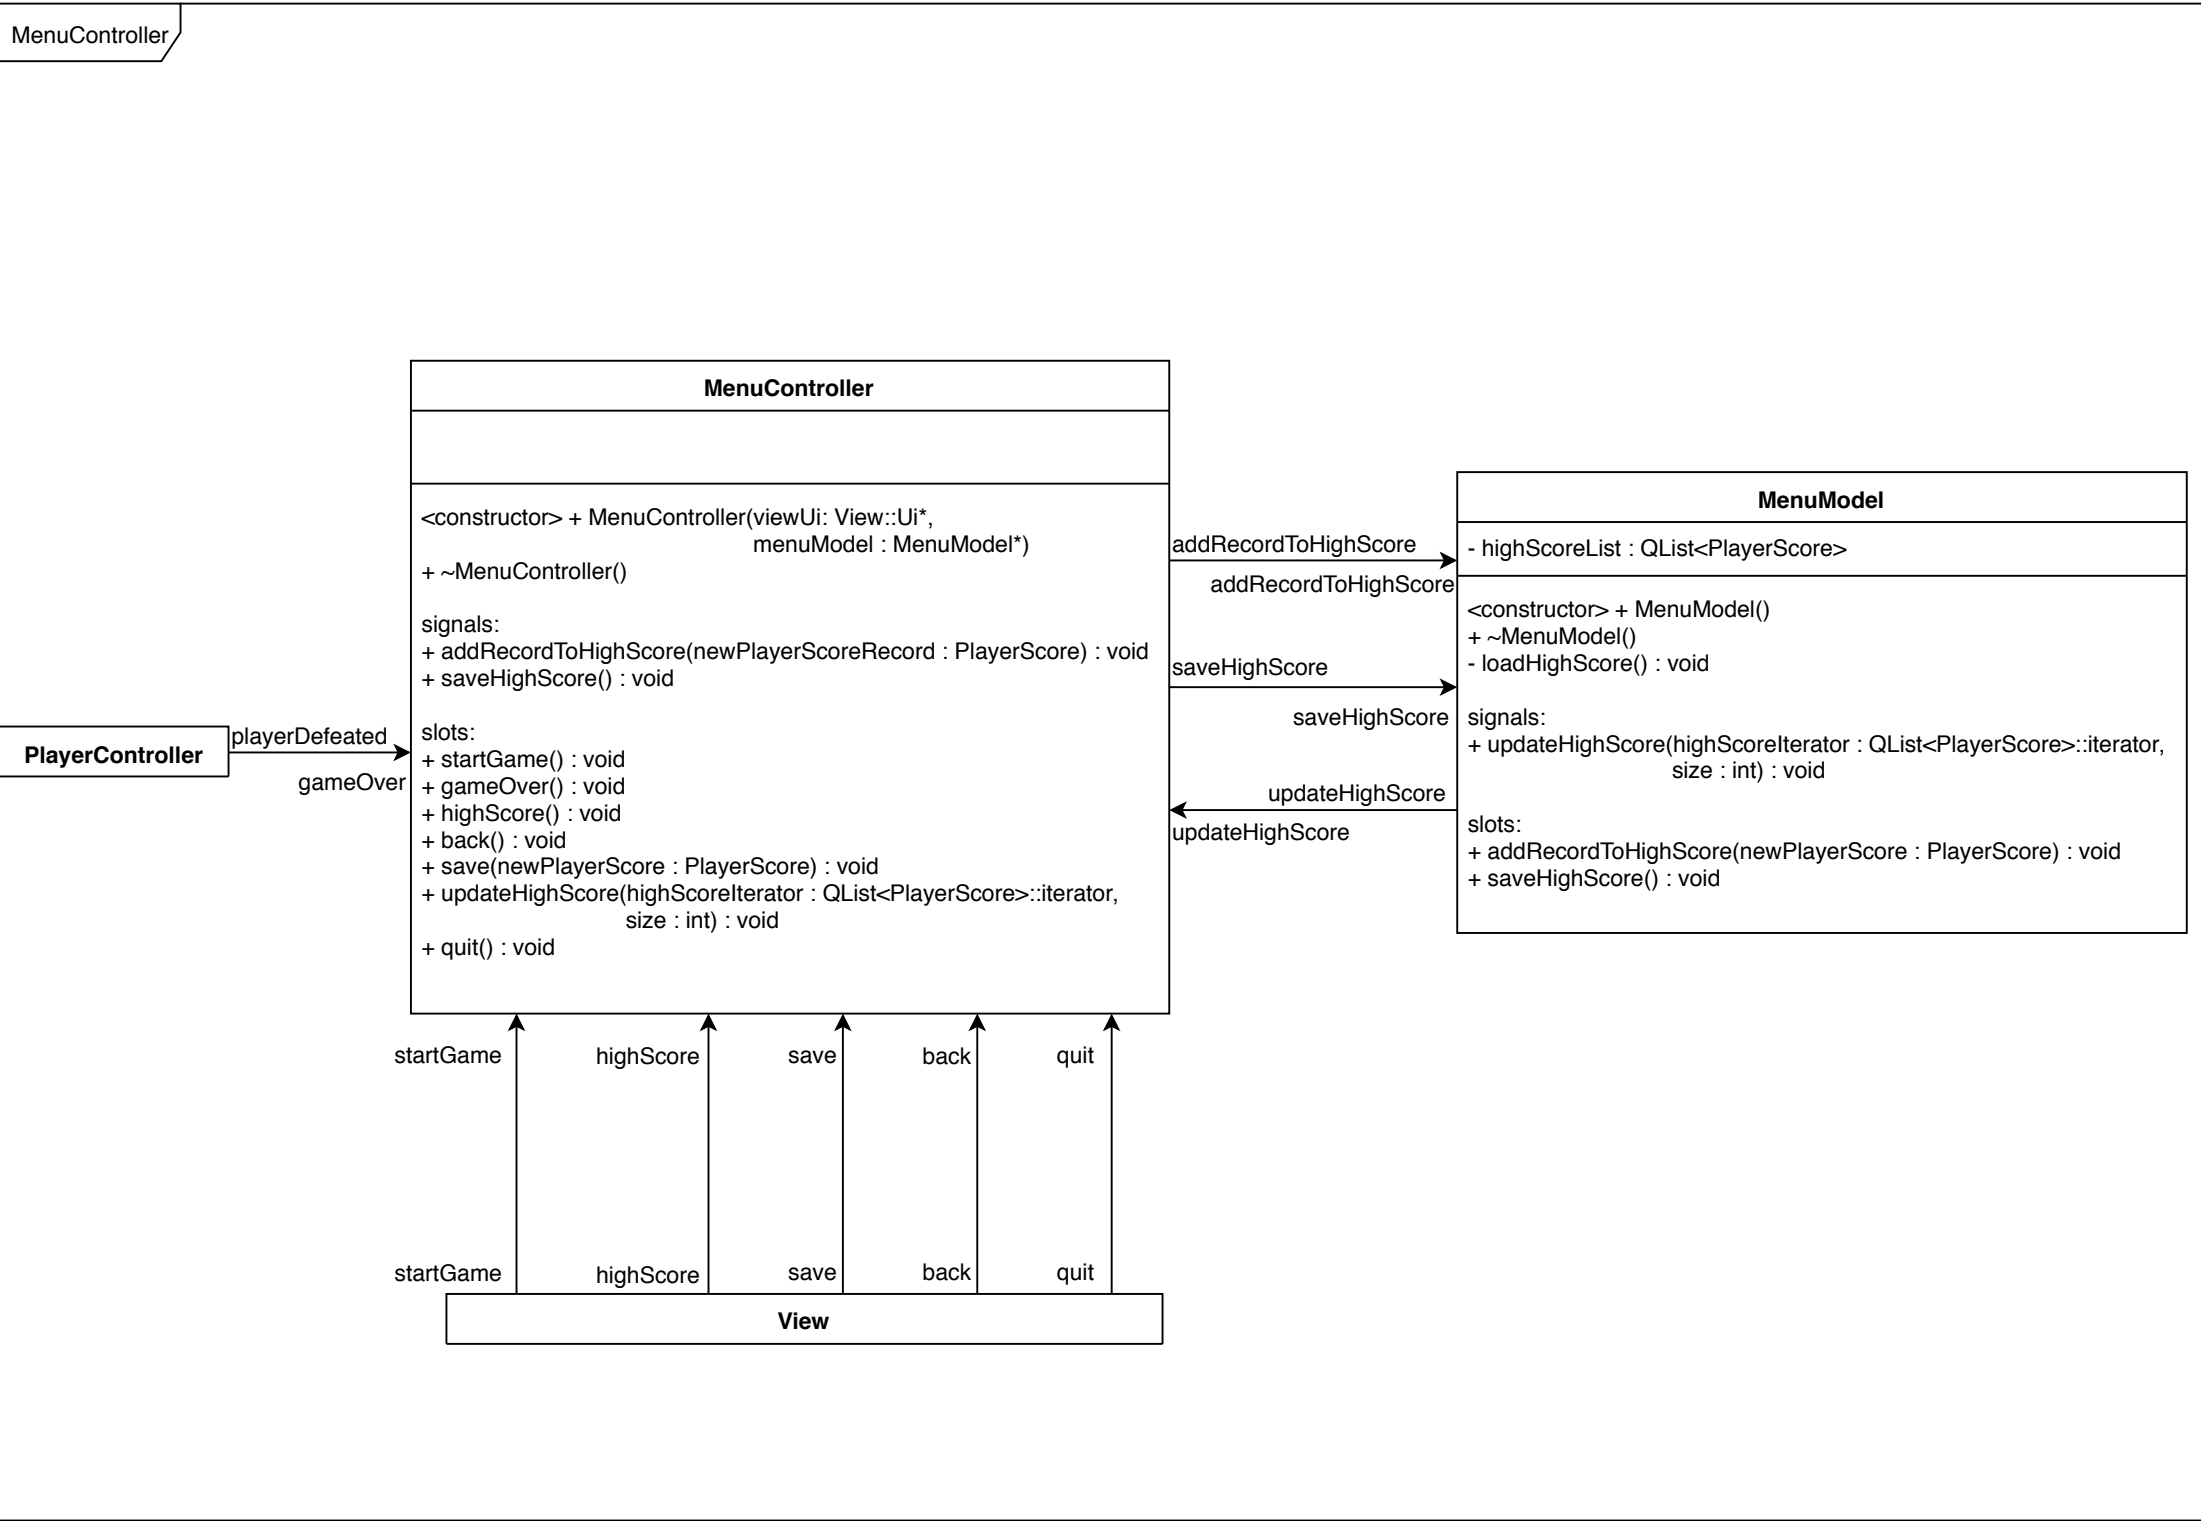 MenuController
MenuController
<constructor> + MenuController(viewUi: View::Ui*,
menuModel : MenuModel*)
+ ~MenuController()
signals:
+ addRecordToHighScore(newPlayerScoreRecord : PlayerScore) : void
+ saveHighScore() : void
slots:
+ startGame() : void
+ gameOver() : void
+ highScore() : void
+ back() : void
+ save(newPlayerScore : PlayerScore) : void
+ updateHighScore(highScoreIterator : QList<PlayerScore>::iterator,
size : int) : void
+ quit() : void
PlayerController
playerDefeated
gameOver
addRecordToHighScore
addRecordToHighScore
saveHighScore
saveHighScore
updateHighScore
updateHighScore
MenuModel
- highScoreList : QList<PlayerScore>
<constructor> + MenuModel()
+ ~MenuModel()
- loadHighScore() : void
signals:
+ updateHighScore(highScoreIterator : QList<PlayerScore>::iterator,
size : int) : void
slots:
+ addRecordToHighScore(newPlayerScore : PlayerScore) : void
+ saveHighScore() : void
startGame highScore save back quit
startGame highScore save back quit
View